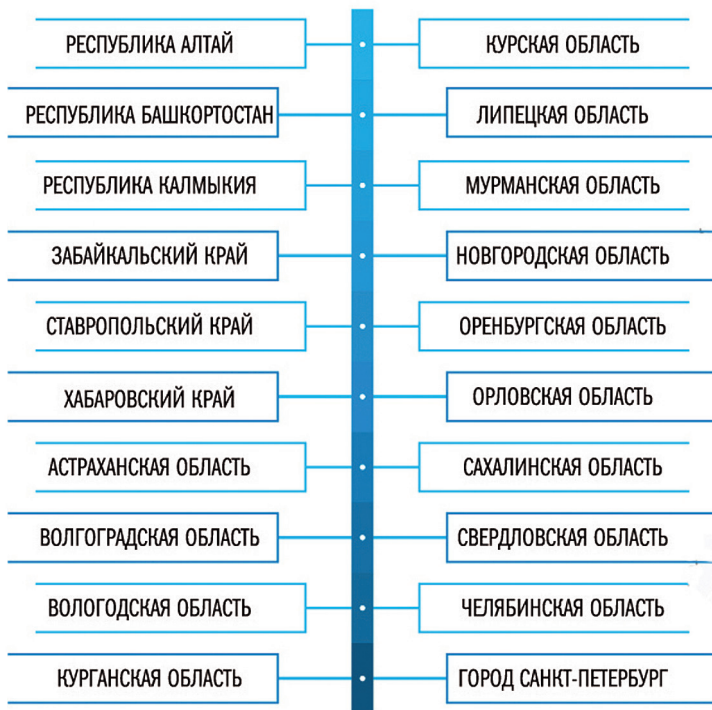 РЕСПУБЛИКА АЛТАЙ
РЕСПУБЛИКА БАШКОРТОСТАН
РЕСПУБЛИКА КАЛМЫКИЯ
ЗАБАЙКАЛЬСКИЙ КРАЙ
СТАВРОПОЛЬСКИЙ КРАЙ
ХАБАРОВСКИЙ КРАЙ
АСТРАХАНСКАЯ ОБЛАСТЬ
ВОЛГОГРАДСКАЯ ОБЛАСТЬ
ВОЛОГОДСКАЯ ОБЛАСТЬ
КУРГАНСКАЯ ОБЛАСТЬ
КУРСКАЯ ОБЛАСТЬ
ЛИПЕЦКАЯ ОБЛАСТЬ
МУРМАНСКАЯ ОБЛАСТЬ
НОВГОРОДСКАЯ ОБЛАСТЬ
ОРЕНБУРГСКАЯ ОБЛАСТЬ
ОРЛОВСКАЯ ОБЛАСТЬ
САХАЛИНСКАЯ ОБЛАСТЬ
СВЕРДЛОВСКАЯ ОБЛАСТЬ
ЧЕЛЯБИНСКАЯ ОБЛАСТЬ
ГОРОД САНКТ-ПЕТЕРБУРГ